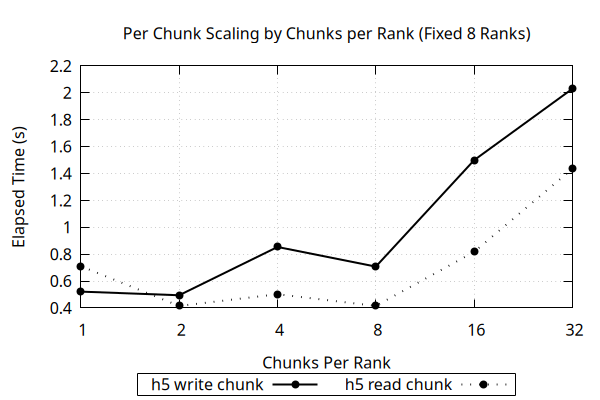 Per Chunk Scaling by Chunks per Rank (Fixed 8 Ranks)
2.2
2
1.8
1.6
1.4
1.2
1
0.8
0.6
0.4
Elapsed Time (s)
1 2 4 8 16 32
Chunks Per Rank
h5 write chunk h5 read chunk